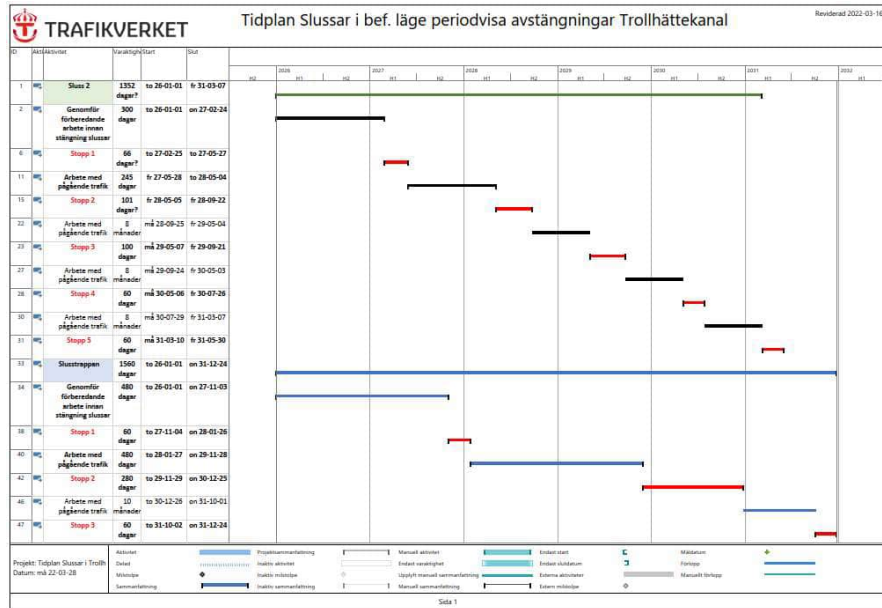 TRAFIKVERKET
Tidplan Slussar i bef. läge periodvisa avstängningar Trollhättekanal
Reviderad 2022-03-16
ID Akti Aktivitet Varaktighet Start Slut
2026 2027 2028 2029 2030 2031 2032
H2 H1 H2 H1 H2 H1 H2 H1 H2 H1 H2 H1 H2 H1
1 Sluss 2 1352 to 26-01-01 fr 31-03-07
dagar?
2 Genomför 300 to 26-01-01 on 27-02-24
förberedande dagar
arbete innan
stängning slussar
6 Stopp 1 66 to 27-02-25 to 27-05-27
dagar?
11 Arbete med 245 fr 27-05-28 to 28-05-04
pågående trafik dagar
15 Stopp 2 101 fr 28-05-05 fr 28-09-22
dagar?
22 Arbete med 8 må 28-09-25 fr 29-05-04
pågående trafik månader
23 Stopp 3 100 må 29-05-07 fr 29-09-21
dagar
27 Arbete med 8 må 29-09-24 fr 30-05-03
pågående trafik månader
28 Stopp 4 60 må 30-05-06 fr 30-07-26
dagar
30 Arbete med 8 må 30-07-29 fr 31-03-07
pågående trafik månader
31 Stopp 5 60 må 31-03-10 fr 31-05-30
dagar
33 Slusstrappan 1560 to 26-01-01 on 31-12-24
dagar
34 Genomför 480 to 26-01-01 on 27-11-03
förberedande dagar
arbete innan
stängning slussar
38 Stopp 1 60 to 27-11-04 on 28-01-26
dagar
40 Arbete med 480 to 28-01-27 on 29-11-28
pågående trafik dagar
42 Stopp 2 280 to 29-11-29 on 30-12-25
dagar
46 Arbete med 10 to 30-12-26 on 31-10-01
pågående trafik månader
47 Stopp 3 60 to 31-10-02 on 31-12-24
dagar
Projekt: Tidplan Slussar i Trollh
Datum: må 22-03-28
Aktivitet Projektsammanfattning Manuell aktivitet Endast start Måldatum
Delad Inaktiv aktivitet Endast varaktighet Endast slutdatum Förlopp
Milstolpe Inaktiv milstolpe Upplyft manuell sammanfattning Externa aktiviteter Manuellt förlopp
Sammanfattning Inaktiv sammanfattning Manuell sammanfattning Extern milstolpe
Sida 1